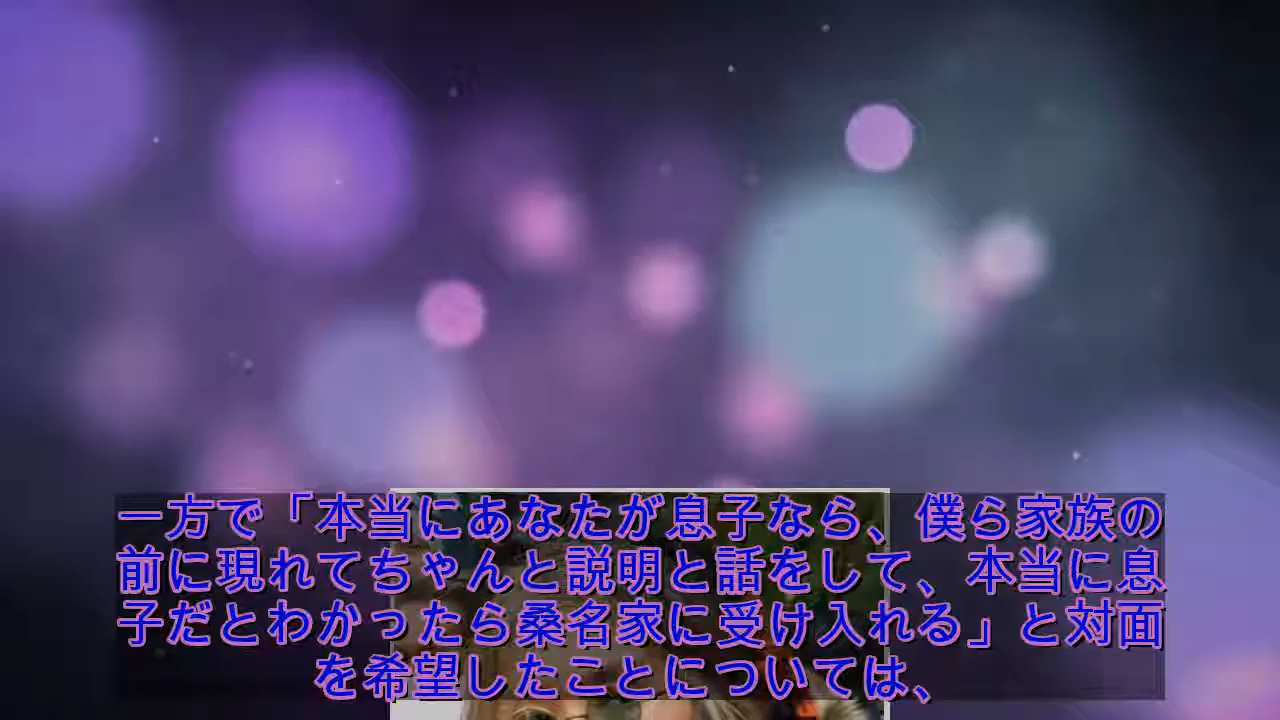 一方で「本当にあなたが息子なら、僕ら家族の
前に現れてちゃんと説明と話をして、本当に息
子だとわかったら桑名家に受け入れる」と対面
を希望したことについては、